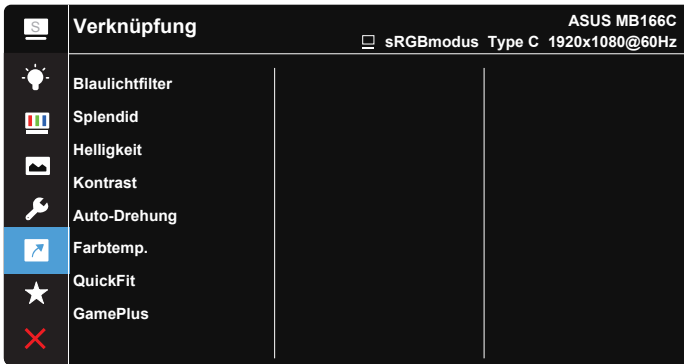 S
Verknüpfung
ASUS MB166C
sRGBmodus Type C 1920x1080@60Hz
Blaulichtfilter
Splendid
Helligkeit
Kontrast
Auto-Drehung
Farbtemp.
QuickFit
GamePlus